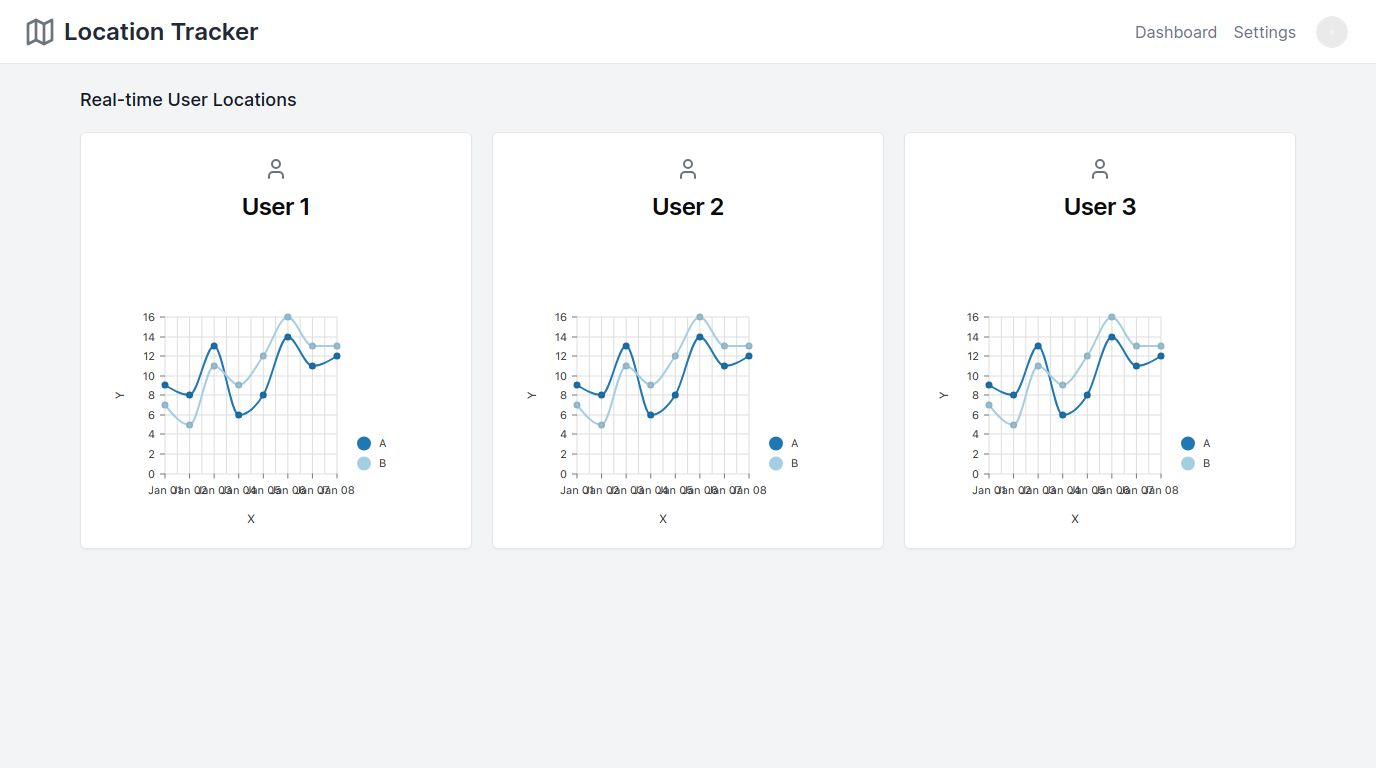 Location Tracker
Dashboard Settings
Real-time User Locations
User 1
16
14
12
10
8
6
4
2
0
Y
Jan 01 Jan 02 Jan 03 Jan 04 Jan 05 Jan 06 Jan 07 Jan 08
X
A
B
User 2
16
14
12
10
8
6
4
2
0
Y
Jan 01 Jan 02 Jan 03 Jan 04 Jan 05 Jan 06 Jan 07 Jan 08
X
A
B
User 3
16
14
12
10
8
6
4
2
0
Y
Jan 01 Jan 02 Jan 03 Jan 04 Jan 05 Jan 06 Jan 07 Jan 08
X
A
B